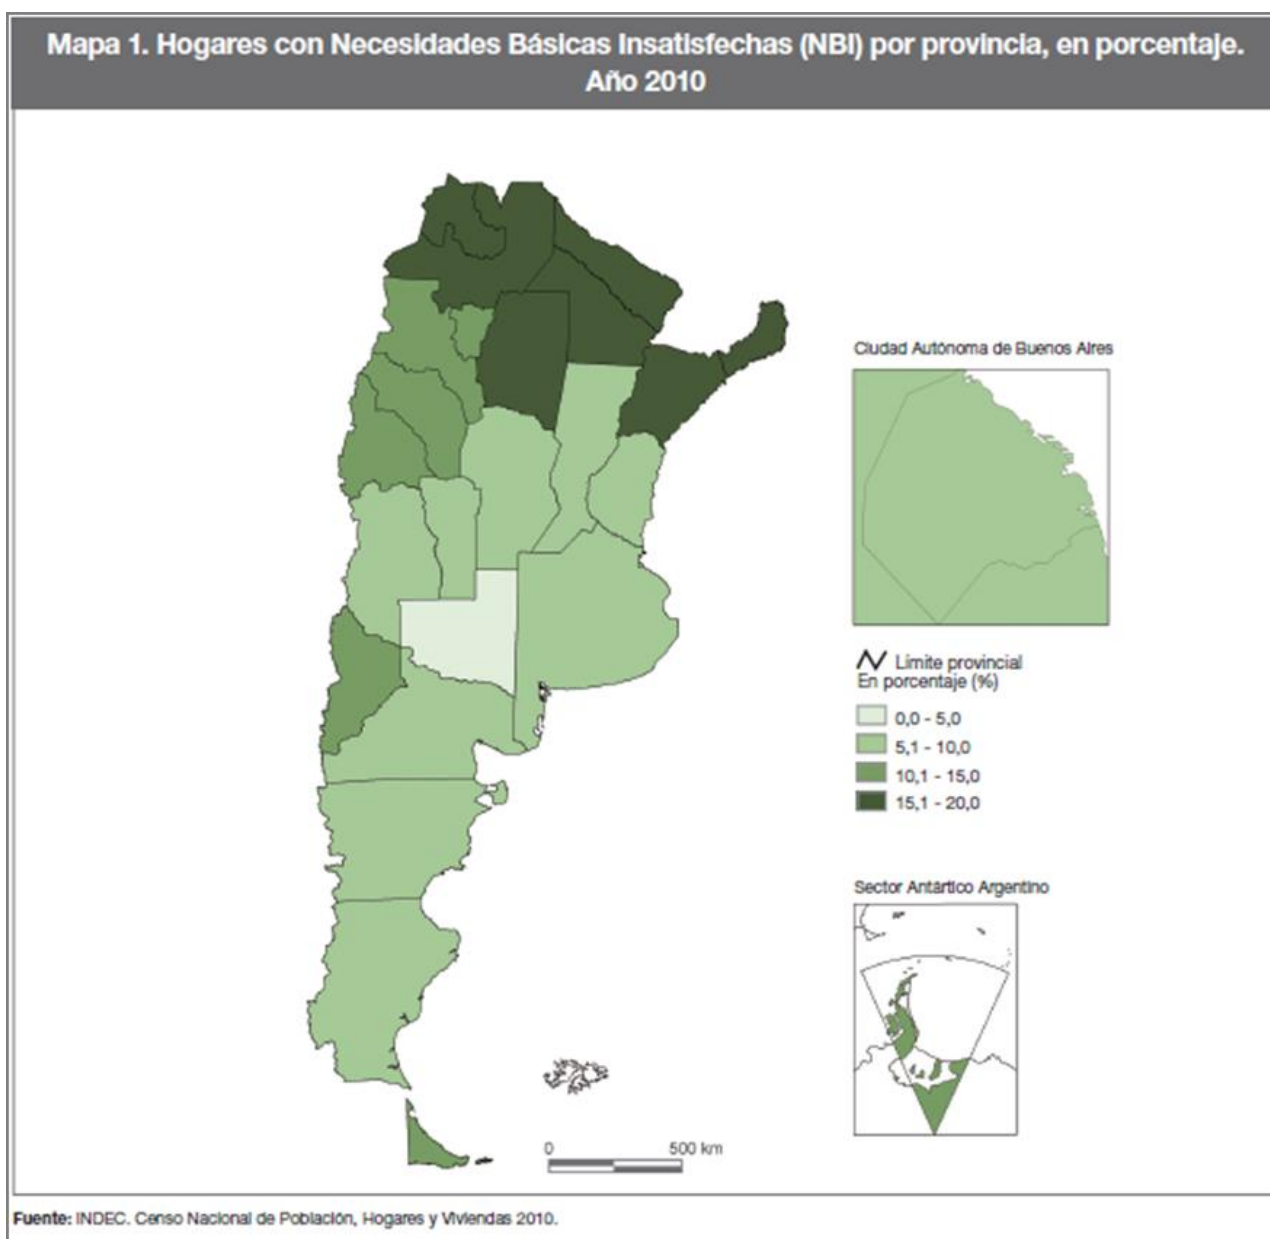 Mapa 1. Hogares con Necesidades Básicas Insatisfechas (NBI) por provincia, en porcentaje.
Año 2010
Ciudad Autónoma de Buenos Aires
Límite provincial
En porcentaje (%)
0,0 - 5,0
5,1 - 10,0
10,1 - 15,0
15,1 - 20,0
Sector Antártico Argentino
0 500 km
Fuente: INDEC. Censo Nacional de Población, Hogares y Viviendas 2010.